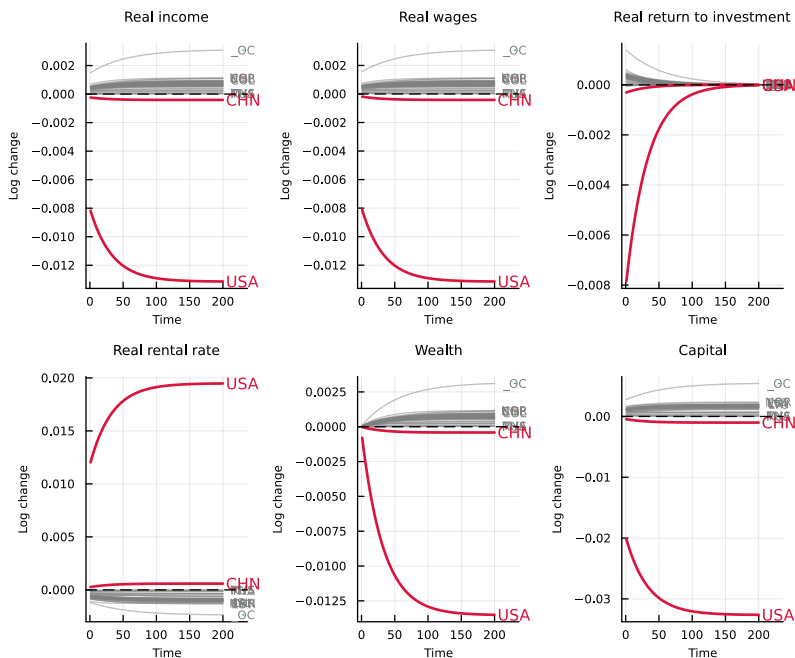 Real income
Real wages
Real return to investment
Log change
0.002
0.000
−0.002
−0.004
−0.006
−0.008
−0.010
−0.012
0
50
100
150
200
Time
CHN
USA
Log change
0.002
0.000
−0.002
−0.004
−0.006
−0.008
−0.010
−0.012
0
50
100
150
200
Time
CHN
USA
Log change
0.000
−0.002
−0.004
−0.006
−0.008
0
50
100
150
200
Time
USA
Real rental rate
Wealth
Capital
Log change
0.020
0.015
0.010
0.005
0.000
0
50
100
150
200
Time
USA
CHN
Log change
0.0025
0.0000
−0.0025
−0.0050
−0.0075
−0.0100
−0.0125
0
50
100
150
200
Time
CHN
USA
Log change
0.00
−0.01
−0.02
−0.03
0
50
100
150
200
Time
CHN
USA